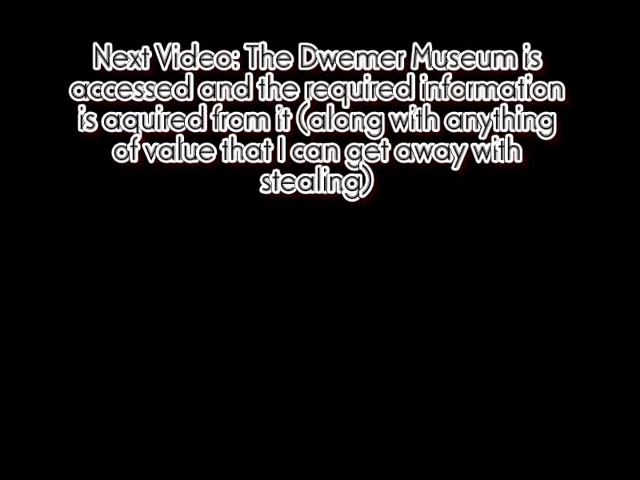 Next Video: The Dwemer Museum is
accessed and the required information
is aquired from it (along with anything
of value that I can get away with
stealing)